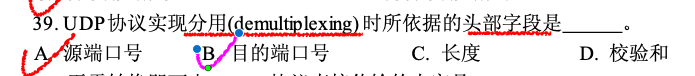 39. UDP协议实现分用(demultiplexing)时所依据的头部字段是______。
A 源端口号 B 目的端口号 C. 长度 D. 校验和